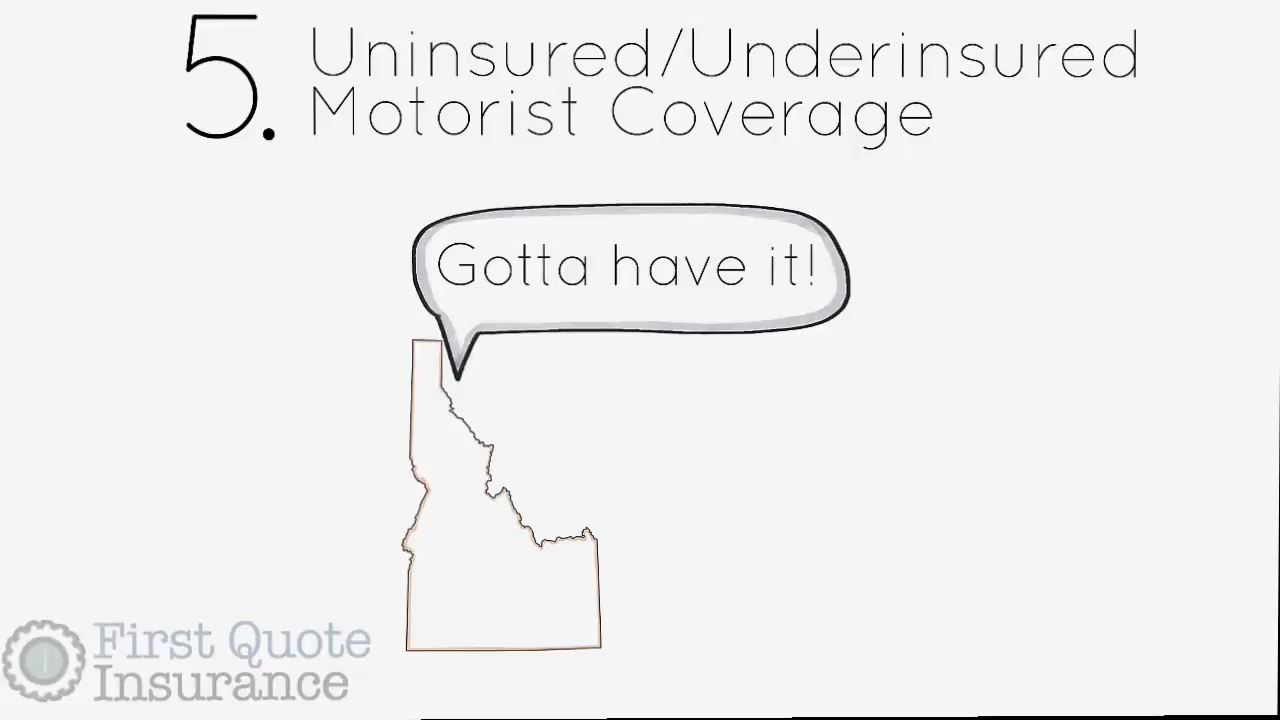 5. Uninsured/Underinsured
Motorist Coverage
Gotta have it!
First Quote
Insurance